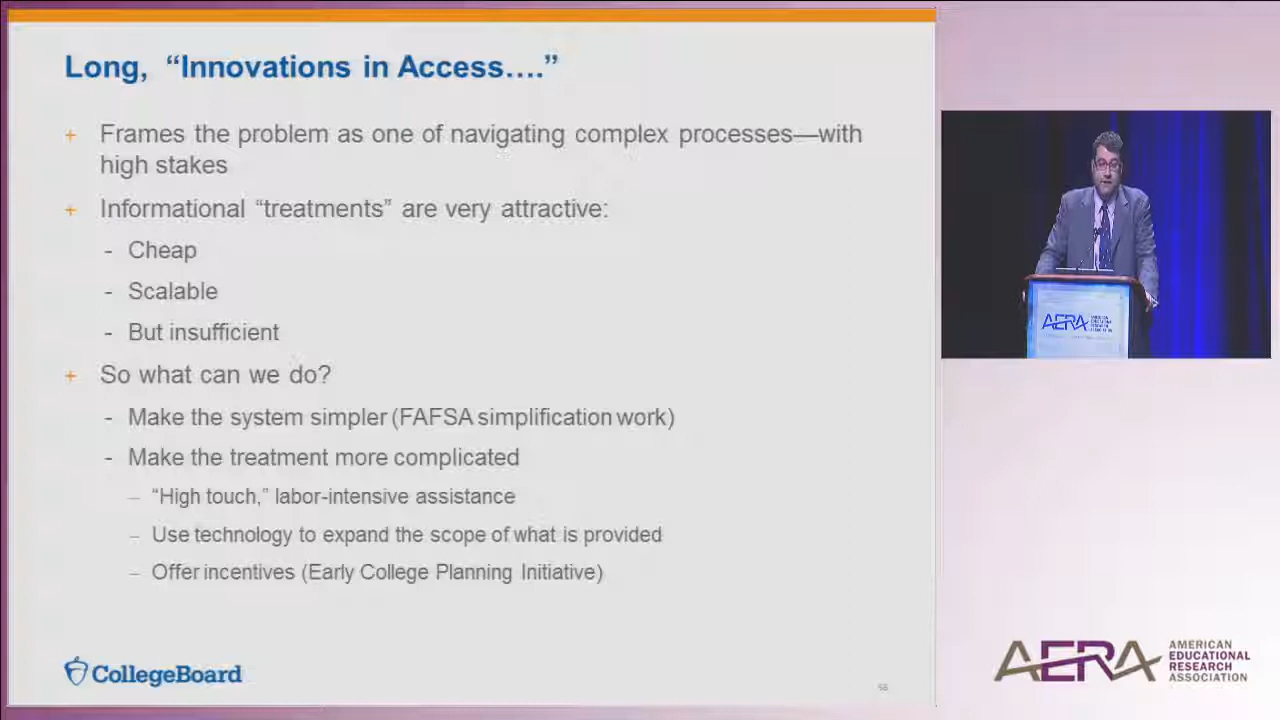 Long, “Innovations in Access….”
+ Frames the problem as one of navigating complex processes—with
high stakes
+ Informational “treatments” are very attractive:
- Cheap
- Scalable
- But insufficient
+ So what can we do?
- Make the system simpler (FAFSA simplification work)
- Make the treatment more complicated
– “High touch,” labor-intensive assistance
– Use technology to expand the scope of what is provided
– Offer incentives (Early College Planning Initiative)
CollegeBoard
AERA
AERA
AMERICAN
EDUCATIONAL
RESEARCH
ASSOCIATION